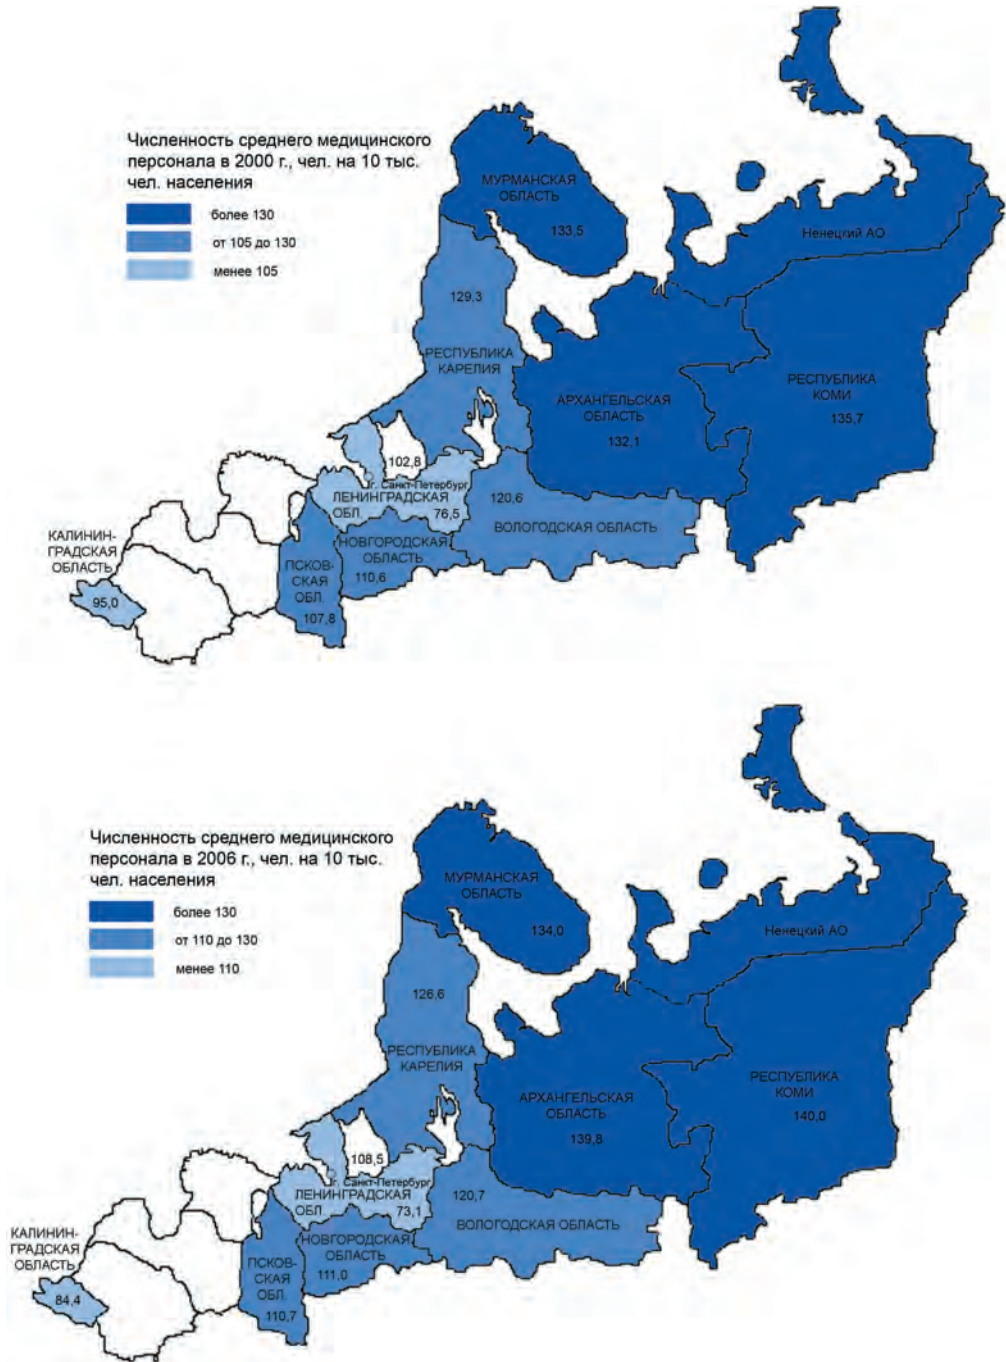 Численность среднего медицинского
персонала в 2000 г., чел. на 10 тыс.
чел. населения
более 130
от 105 до 130
менее 105
МУРМАНСКАЯ
ОБЛАСТЬ
133,5
Ненецкий АО
129,3
РЕСПУБЛИКА
КАРЕЛИЯ
АРХАНГЕЛЬСКАЯ
ОБЛАСТЬ
132,1
РЕСПУБЛИКА
КОМИ
135,7
102,8
г. Санкт-Петербург
ЛЕНИНГРАДСКАЯ
ОБЛ.
76,5
120,6
ВОЛОГОДСКАЯ ОБЛАСТЬ
НОВГОРОДСКАЯ
ОБЛАСТЬ
110,6
ПСКОВ-
СКАЯ
ОБЛ.
107,8
КАЛИНИН-
ГРАДСКАЯ
ОБЛАСТЬ
95,0
Численность среднего медицинского
персонала в 2006 г., чел. на 10 тыс.
чел. населения
более 130
от 110 до 130
менее 110
МУРМАНСКАЯ
ОБЛАСТЬ
134,0
Ненецкий АО
126,6
РЕСПУБЛИКА
КАРЕЛИЯ
АРХАНГЕЛЬСКАЯ
ОБЛАСТЬ
139,8
РЕСПУБЛИКА
КОМИ
140,0
108,5
г. Санкт-Петербург
ЛЕНИНГРАДСКАЯ
ОБЛ.
73,1
120,7
ВОЛОГОДСКАЯ ОБЛАСТЬ
НОВГОРОДСКАЯ
ОБЛАСТЬ
111,0
ПСКОВ-
СКАЯ
ОБЛ.
110,7
КАЛИНИН-
ГРАДСКАЯ
ОБЛАСТЬ
84,4